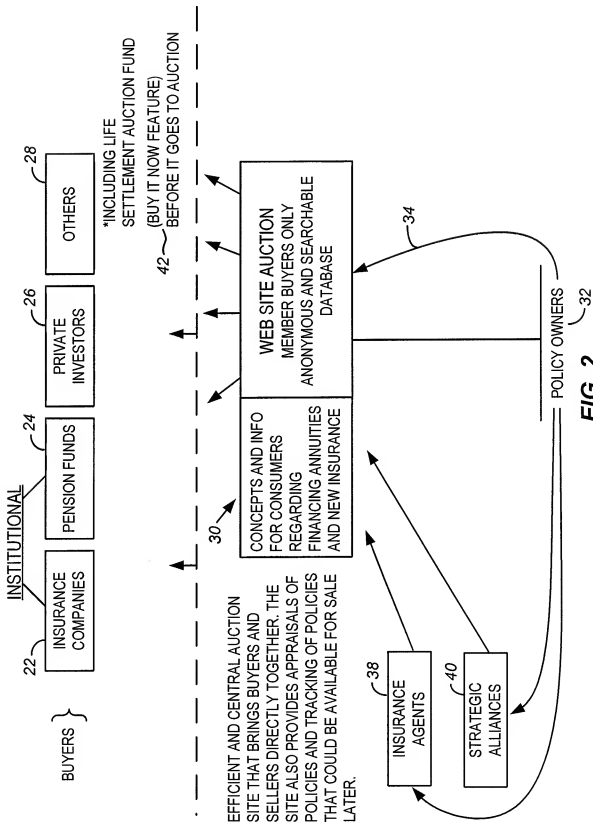 INSTITUTIONAL
BUYERS
22
INSURANCE
COMPANIES
24
PENSION FUNDS
26
PRIVATE
INVESTORS
28
OTHERS
*INCLUDING LIFE
SETTLEMENT AUCTION FUND
(BUY IT NOW FEATURE)
42
BEFORE IT GOES TO AUCTION
EFFICIENT AND CENTRAL AUCTION
SITE THAT BRINGS BUYERS AND
SELLERS DIRECTLY TOGETHER. THE
SITE ALSO PROVIDES APPRAISALS OF
POLICIES AND TRACKING OF POLICIES
THAT COULD BE AVAILABLE FOR SALE
LATER.
30
CONCEPTS AND INFO
FOR CONSUMERS
REGARDING
FINANCING ANNUITIES
AND NEW INSURANCE
WEB SITE AUCTION
MEMBER BUYERS ONLY
ANONYMOUS AND SEARCHABLE
DATABASE
34
38
INSURANCE
AGENTS
40
STRATEGIC
ALLIANCES
POLICY OWNERS
32
FIG. 2